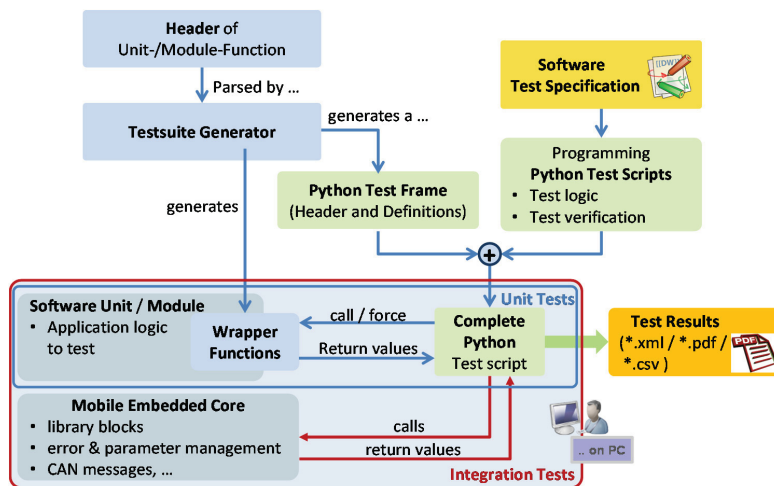 Header of
Unit-/Module-Function
Parsed by ...
Testsuite Generator
generates a ...
generates
Software
Test Specification
{{DW}}
Programming
Python Test Scripts
• Test logic
• Test verification
Python Test Frame
(Header and Definitions)
+
Unit Tests
Software Unit / Module
• Application logic
to test
Wrapper
Functions
call / force
Return values
Complete
Python
Test script
Test Results
(*.xml / *.pdf /
*.csv )
PDF
Mobile Embedded Core
• library blocks
• error & parameter management
• CAN messages, ...
calls
return values
.. on PC
Integration Tests